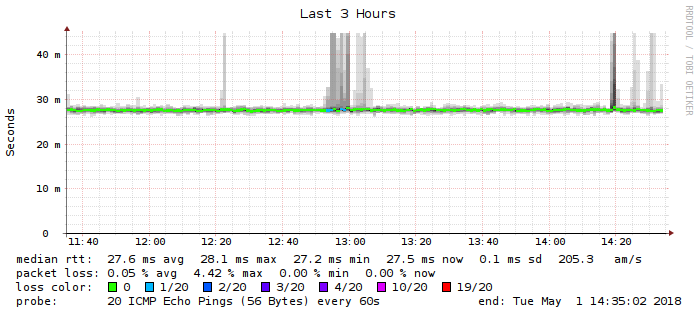 Last 3 Hours
RRDTOOL / TOBI OETIKER
Seconds
40 m
30 m
20 m
10 m
0
11:40 12:00 12:20 12:40 13:00 13:20 13:40 14:00 14:20
median rtt: 27.6 ms avg 28.1 ms max 27.2 ms min 27.5 ms now 0.1 ms sd 205.3 am/s
packet loss: 0.05 % avg 4.42 % max 0.00 % min 0.00 % now
loss color: 0 1/20 2/20 3/20 4/20 10/20 19/20
probe: 20 ICMP Echo Pings (56 Bytes) every 60s end: Tue May 1 14:35:02 2018